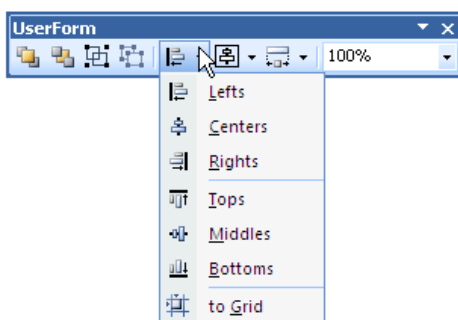 UserForm
100%
Lefts
Centers
Rights
Tops
Middles
Bottoms
to Grid